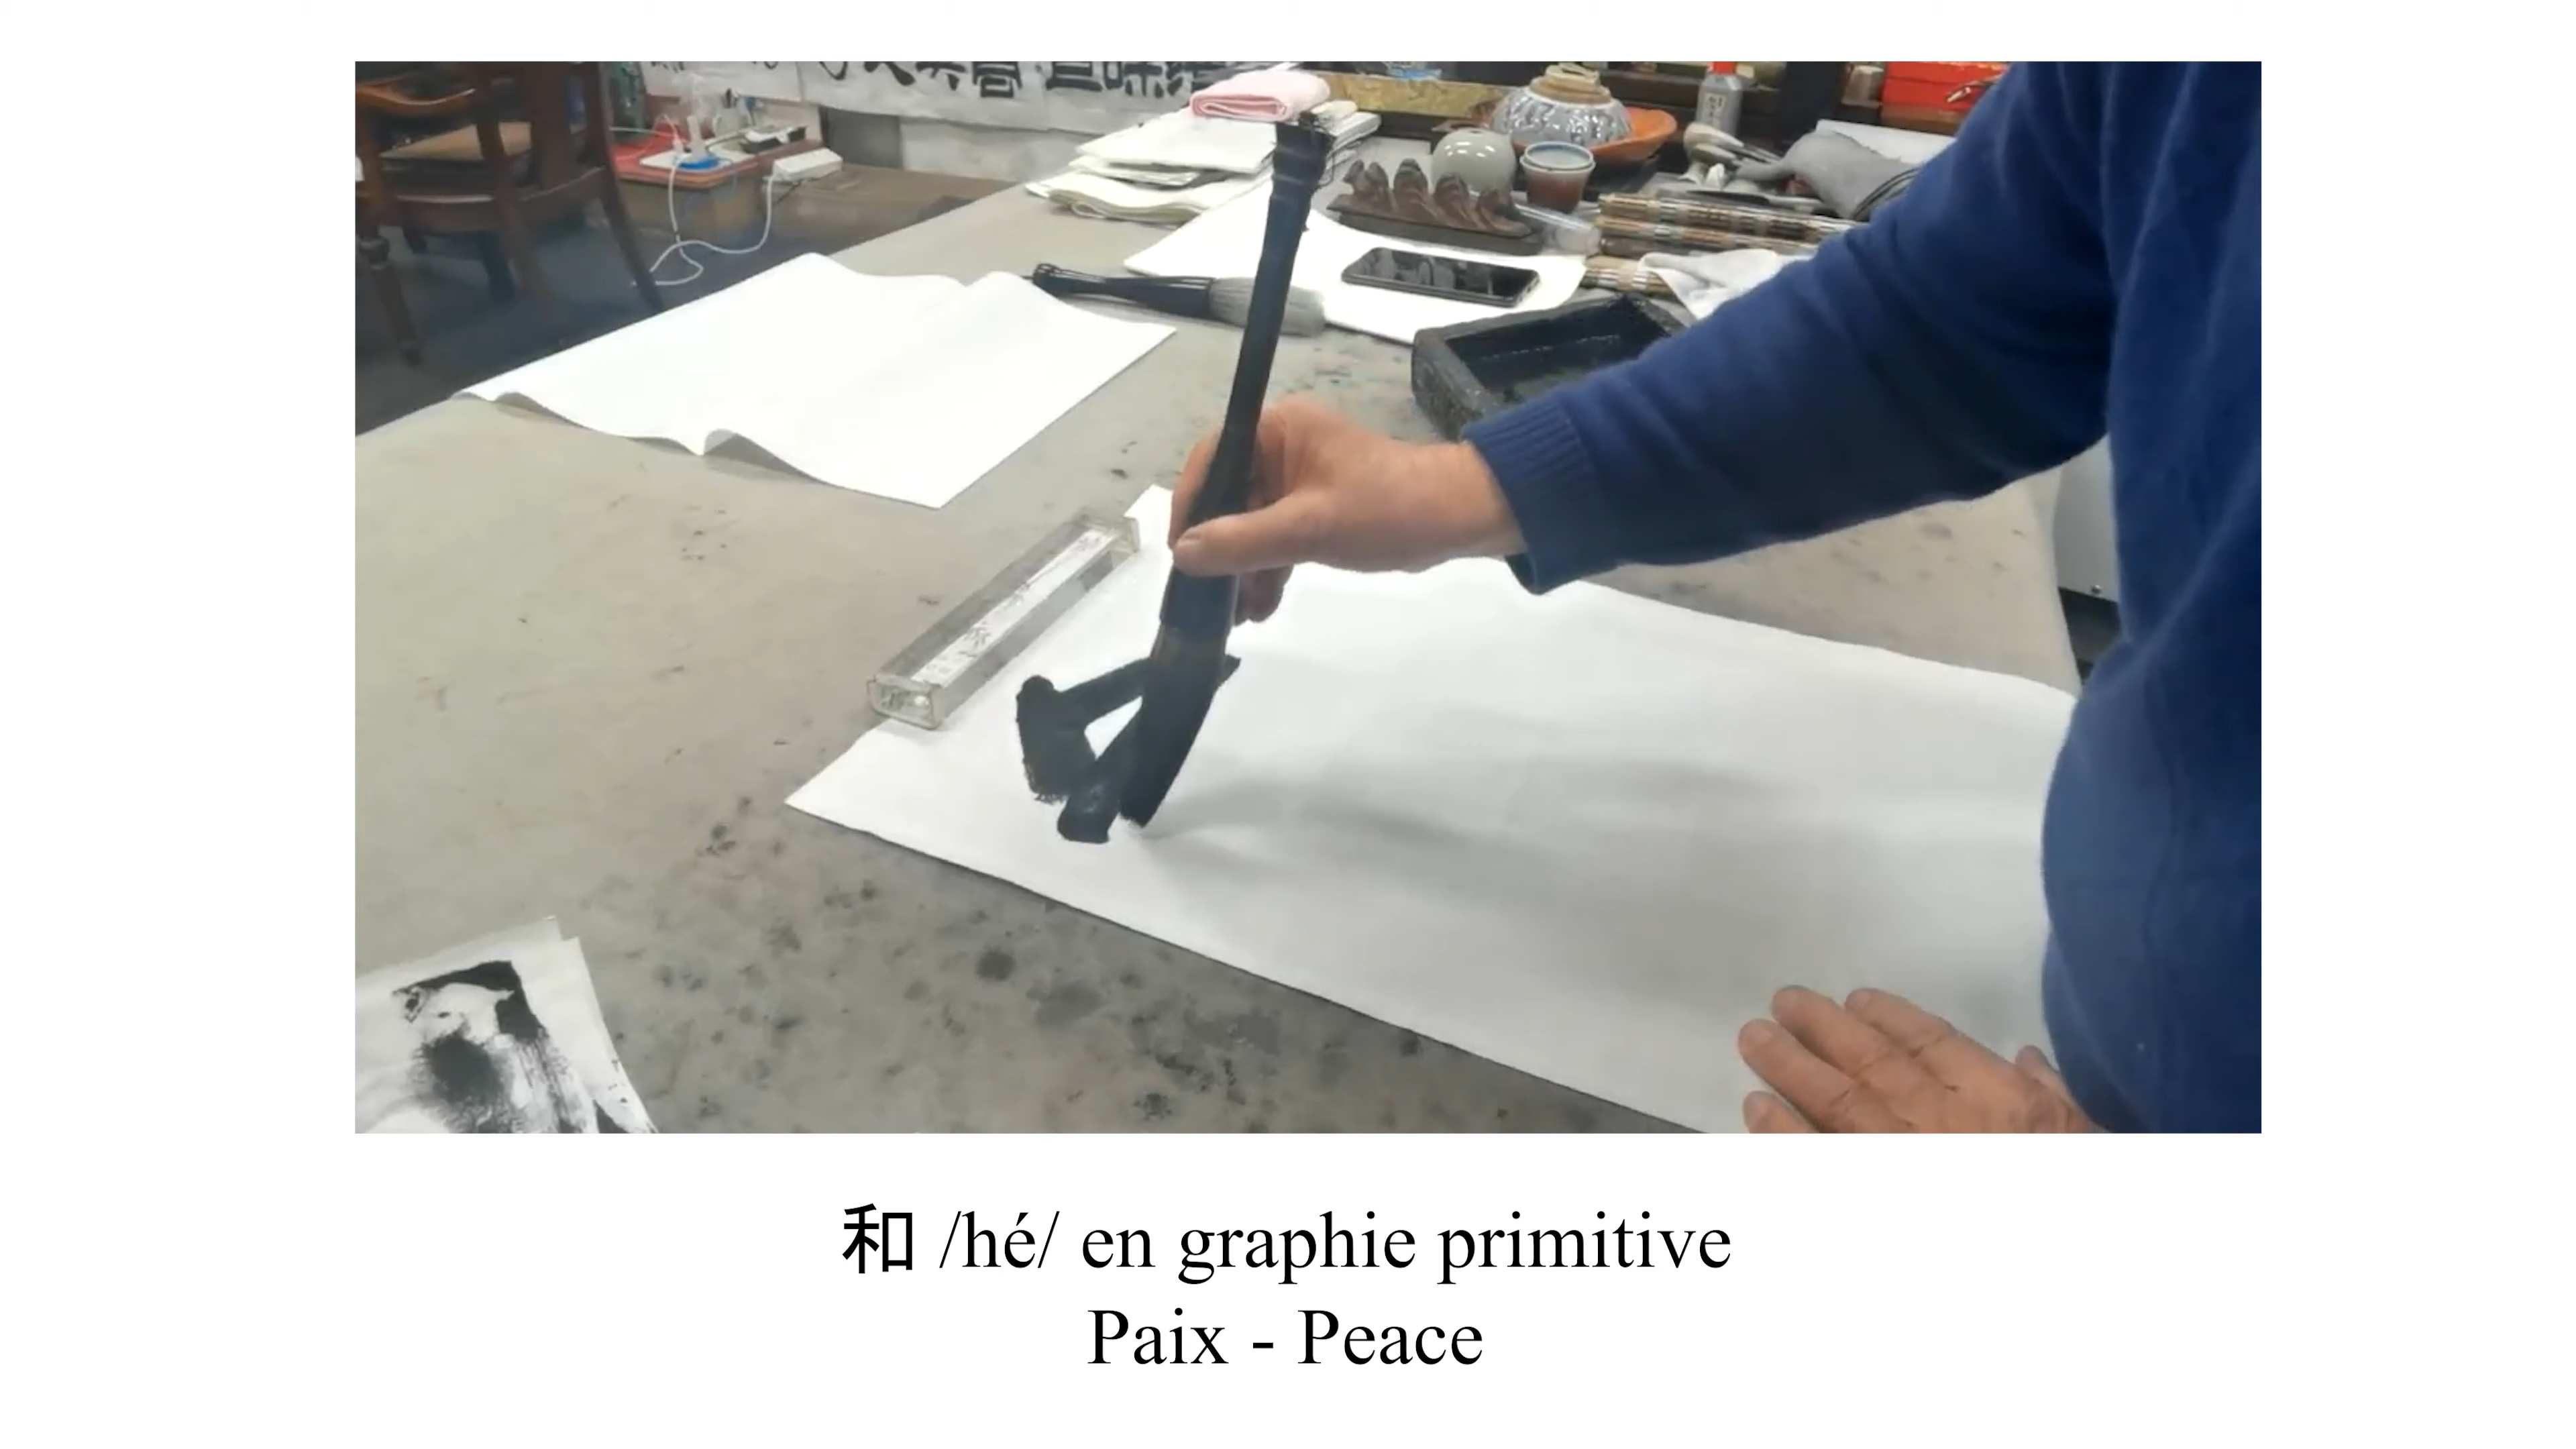 和 /hé/ en graphie primitive
Paix - Peace